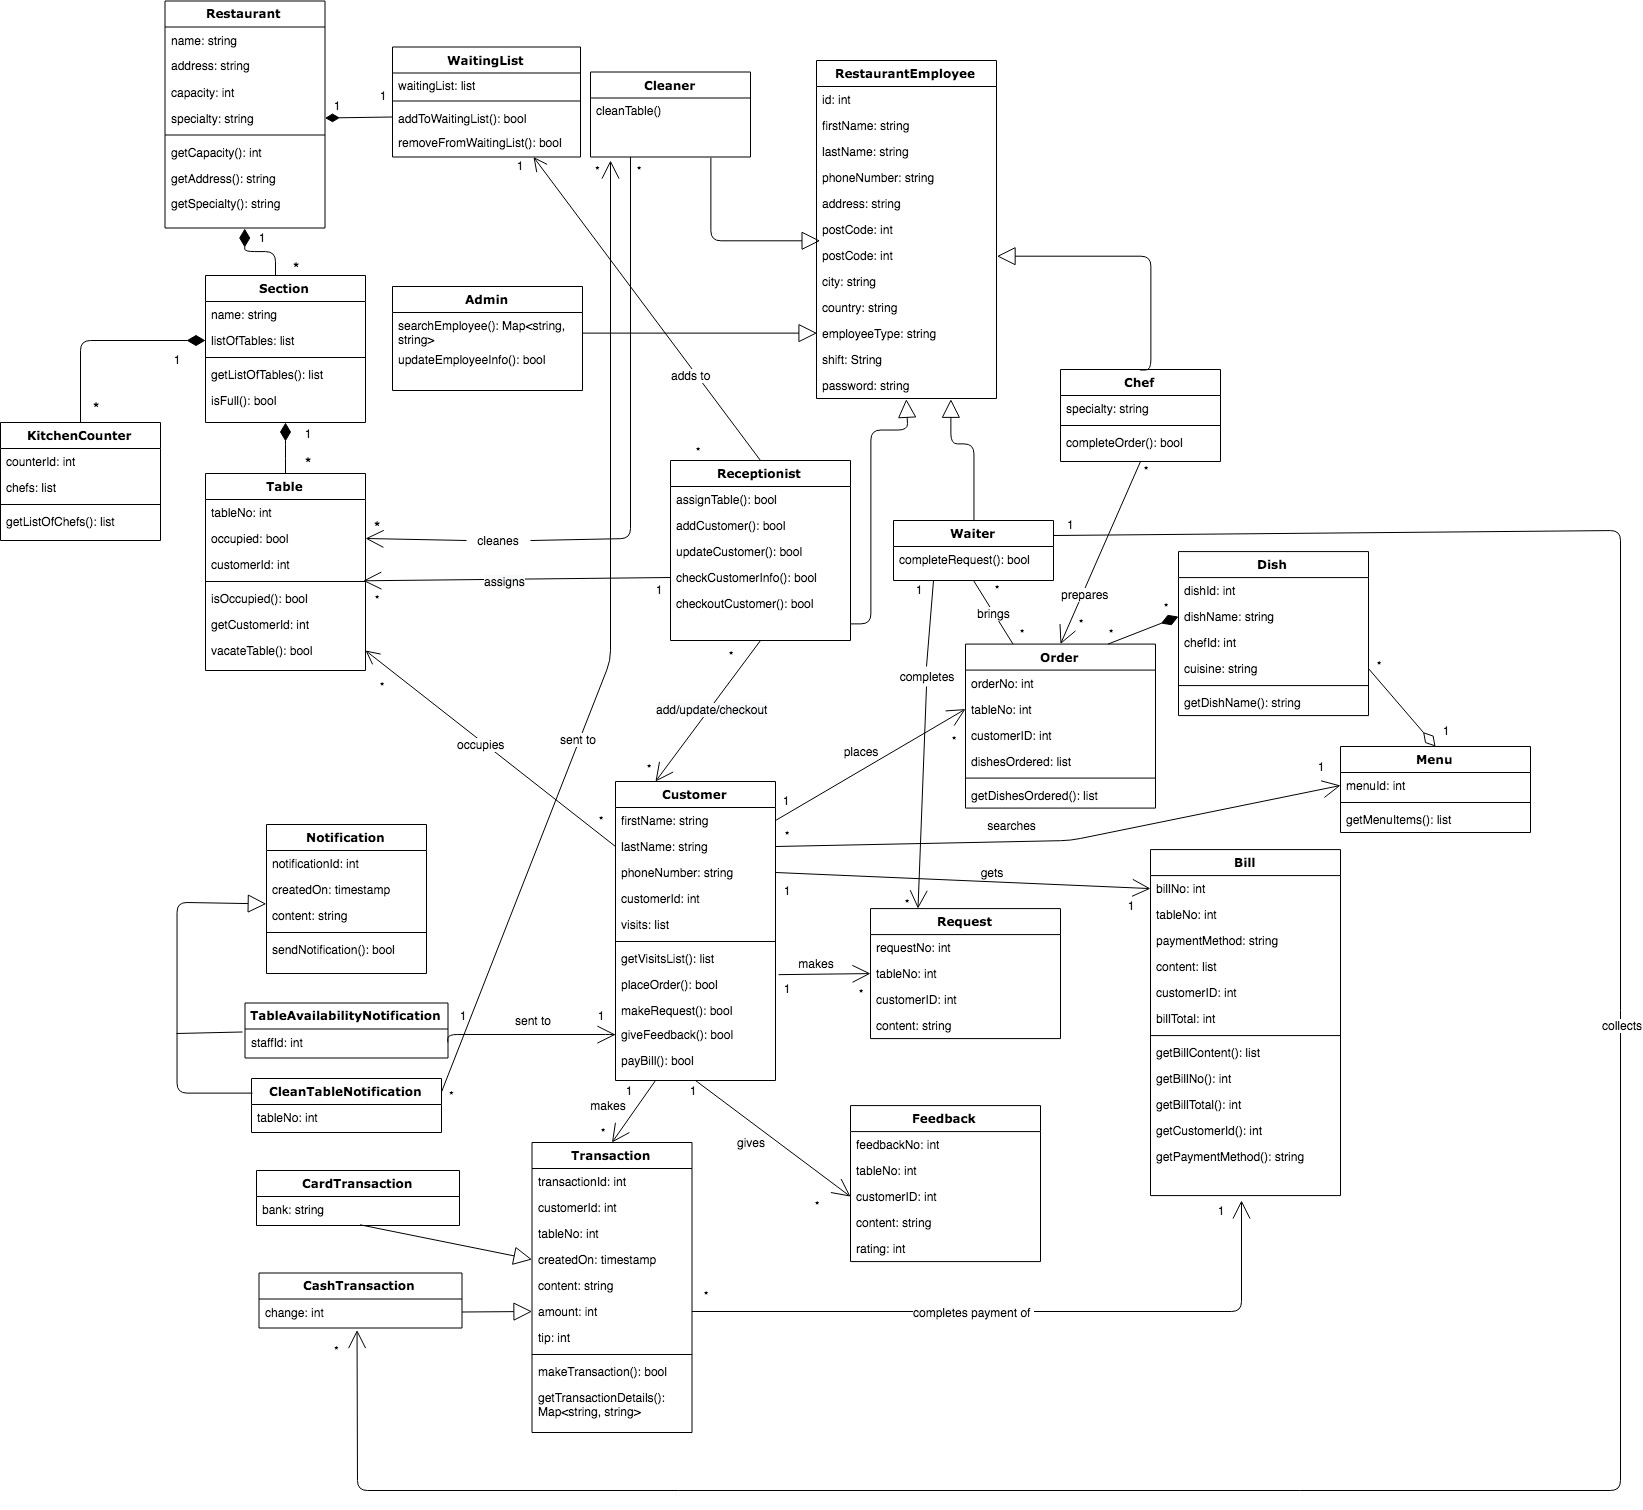 Restaurant
name: string
address: string
capacity: int
specialty: string
getCapacity(): int
getAddress(): string
getSpecialty(): string
1
1
WaitingList
waitingList: list
addToWaitingList(): bool
removeFromWaitingList(): bool
1
Cleaner
cleanTable()
*
*
RestaurantEmployee
id: int
firstName: string
lastName: string
phoneNumber: string
address: string
postCode: int
postCode: int
city: string
country: string
employeeType: string
shift: String
password: string
1
*
Section
name: string
listOfTables: list
getListOfTables(): list
isFull(): bool
1
*
1
*
Admin
searchEmployee(): Map<string,
string>
updateEmployeeInfo(): bool
adds to
*
Chef
specialty: string
completeOrder(): bool
*
KitchenCounter
counterId: int
chefs: list
getListOfChefs(): list
Table
tableNo: int
occupied: bool
customerId: int
isOccupied(): bool
getCustomerId: int
vacateTable(): bool
*
cleanes
assigns
*
1
*
Receptionist
assignTable(): bool
addCustomer(): bool
updateCustomer(): bool
checkCustomerInfo(): bool
checkoutCustomer(): bool
*
Waiter
completeRequest(): bool
1
1
*
brings
*
prepares
*
*
*
Dish
dishId: int
dishName: string
chefId: int
cuisine: string
getDishName(): string
*
1
completes
Order
orderNo: int
tableNo: int
customerID: int
dishesOrdered: list
getDishesOrdered(): list
add/update/checkout
*
occupies
*
sent to
places
*
1
Menu
menuId: int
getMenuItems(): list
1
searches
*
Customer
firstName: string
lastName: string
phoneNumber: string
customerId: int
visits: list
getVisitsList(): list
placeOrder(): bool
makeRequest(): bool
giveFeedback(): bool
payBill(): bool
Notification
notificationId: int
createdOn: timestamp
content: string
sendNotification(): bool
gets
1
1
Bill
billNo: int
tableNo: int
paymentMethod: string
content: list
customerID: int
billTotal: int
getBillContent(): list
getBillNo(): int
getBillTotal(): int
getCustomerId(): int
getPaymentMethod(): string
*
Request
requestNo: int
tableNo: int
customerID: int
content: string
makes
1
*
TableAvailabilityNotification
staffId: int
1
sent to
1
collects
CleanTableNotification
tableNo: int
*
1
makes
*
1
gives
*
Feedback
feedbackNo: int
tableNo: int
customerID: int
content: string
rating: int
Transaction
transactionId: int
customerId: int
tableNo: int
createdOn: timestamp
content: string
amount: int
tip: int
makeTransaction(): bool
getTransactionDetails():
Map<string, string>
CardTransaction
bank: string
CashTransaction
change: int
*
*
completes payment of
1